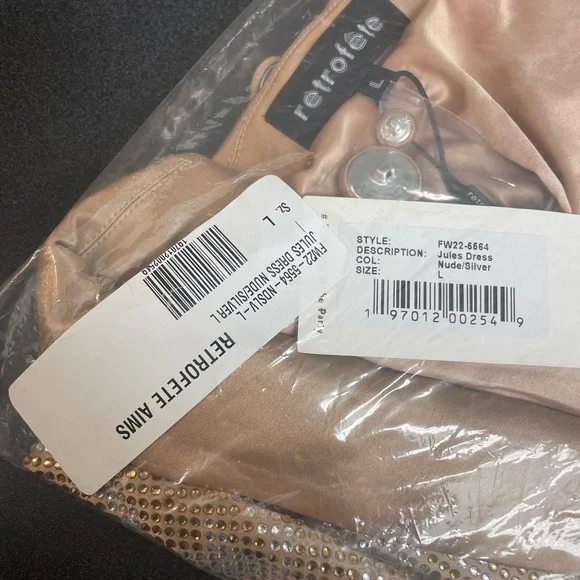 retrofête
L
STYLE: FW22-5564
DESCRIPTION: Jules Dress
COL: Nude/Silver
SIZE: L
1 97012 00254 9
Sz. L
FW22-5564-NDSLV-L
JULES DRESS NUDE/SILVER L
RETROFETE AIMS